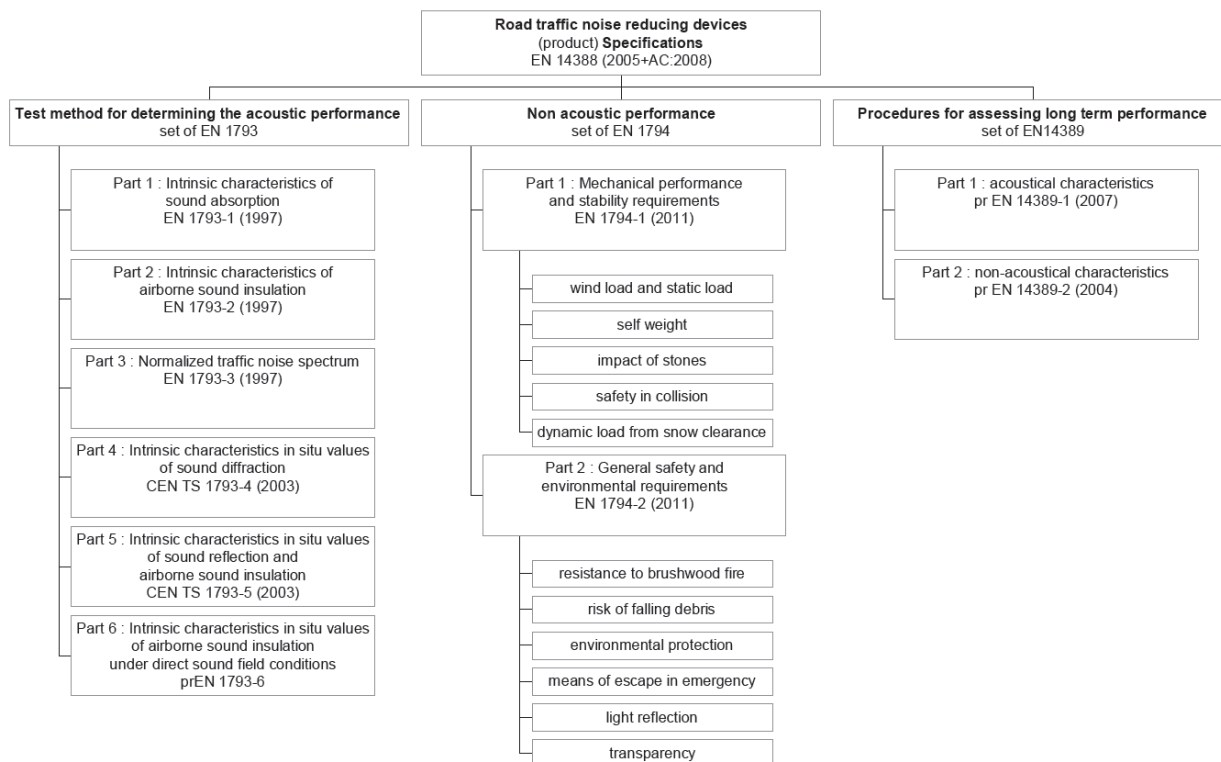 Road traffic noise reducing devices
(product) Specifications
EN 14388 (2005+AC:2008)
Test method for determining the acoustic performance
set of EN 1793
Part 1 : Intrinsic characteristics of
sound absorption
EN 1793-1 (1997)
Part 2 : Intrinsic characteristics of
airborne sound insulation
EN 1793-2 (1997)
Part 3 : Normalized traffic noise spectrum
EN 1793-3 (1997)
Part 4 : Intrinsic characteristics in situ values
of sound diffraction
CEN TS 1793-4 (2003)
Part 5 : Intrinsic characteristics in situ values
of sound reflection and
airborne sound insulation
CEN TS 1793-5 (2003)
Part 6 : Intrinsic characteristics in situ values
of airborne sound insulation
under direct sound field conditions
prEN 1793-6
Non acoustic performance
set of EN 1794
Part 1 : Mechanical performance
and stability requirements
EN 1794-1 (2011)
wind load and static load
self weight
impact of stones
safety in collision
dynamic load from snow clearance
Part 2 : General safety and
environmental requirements
EN 1794-2 (2011)
resistance to brushwood fire
risk of falling debris
environmental protection
means of escape in emergency
light reflection
transparency
Procedures for assessing long term performance
set of EN14389
Part 1 : acoustical characteristics
pr EN 14389-1 (2007)
Part 2 : non-acoustical characteristics
pr EN 14389-2 (2004)